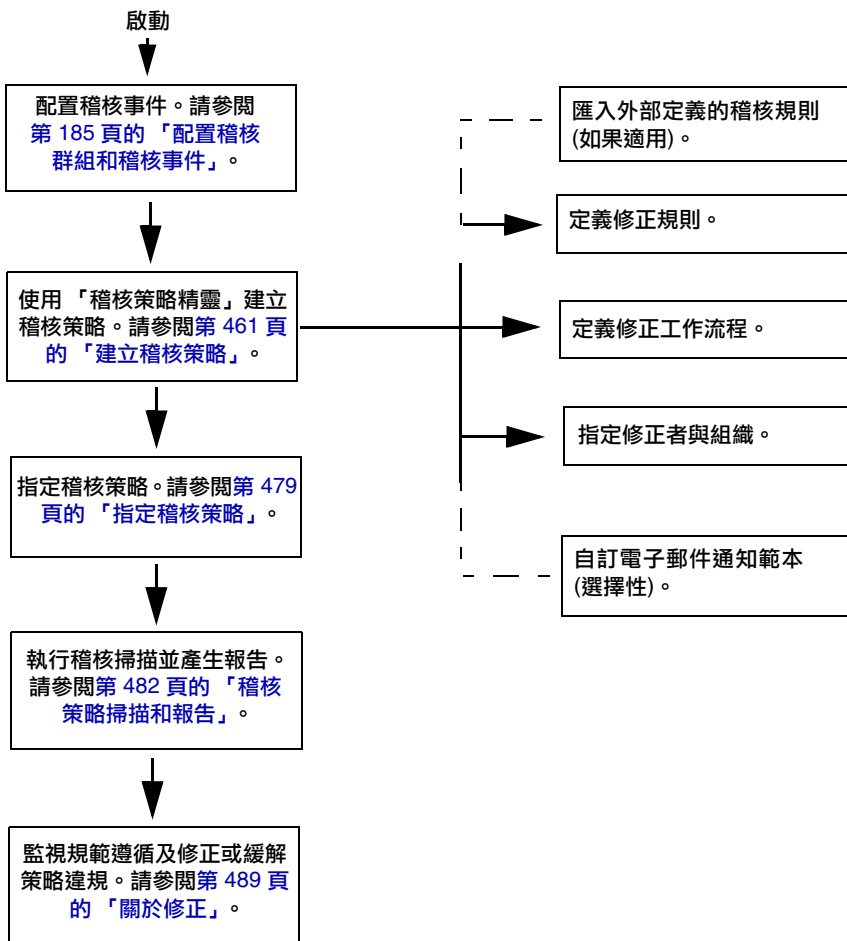 啟動
配置稽核事件。請參閱
第 185 頁的 「配置稽核
群組和稽核事件」。
使用 「稽核策略精靈」建立
稽核策略。請參閱第 461 頁
的 「建立稽核策略」。
指定稽核策略。請參閱第 479
頁的 「指定稽核策略」。
執行稽核掃描並產生報告。
請參閱第 482 頁的 「稽核
策略掃描和報告」。
監視規範遵循及修正或緩解
策略違規。請參閱第 489 頁
的 「關於修正」。
匯入外部定義的稽核規則
(如果適用)。
定義修正規則。
定義修正工作流程。
指定修正者與組織。
自訂電子郵件通知範本
(選擇性)。